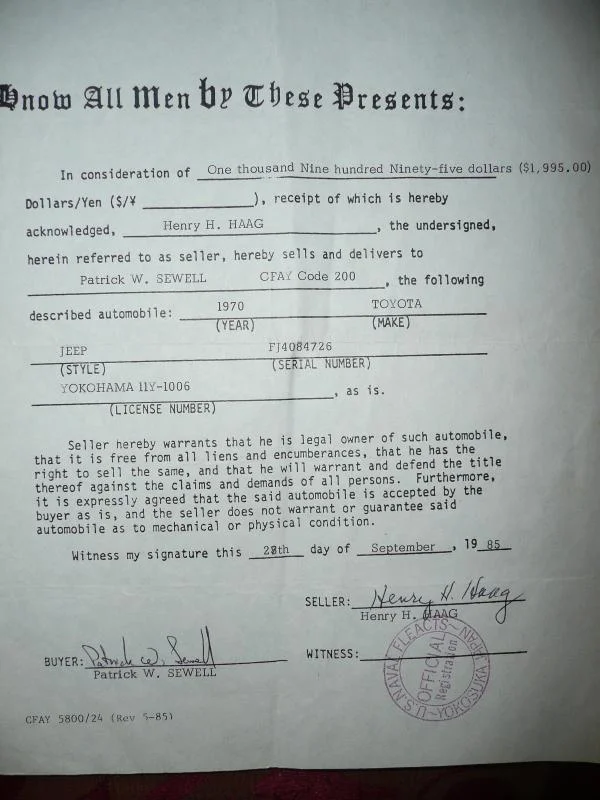 Know All Men by These Presents:
In consideration of One thousand Nine hundred Ninety-five dollars ($1,995.00)
Dollars/Yen ($/¥ ), receipt of which is hereby
acknowledged, Henry H. HAAG, the undersigned,
herein referred to as seller, hereby sells and delivers to
Patrick W. SEWELL CFAY Code 200, the following
described automobile: 1970 TOYOTA
(YEAR) (MAKE)
JEEP FJ4084726
(STYLE) (SERIAL NUMBER)
YOKOHAMA 11Y-1006, as is.
(LICENSE NUMBER)
Seller hereby warrants that he is legal owner of such automobile,
that it is free from all liens and encumberances, that he has the
right to sell the same, and that he will warrant and defend the title
thereof against the claims and demands of all persons. Furthermore,
it is expressly agreed that the said automobile is accepted by the
buyer as is, and the seller does not warrant or guarantee said
automobile as to mechanical or physical condition.
Witness my signature this 28th day of September, 19 85
SELLER: Henry H. Haag
Henry H. HAAG
BUYER: Patrick W. Sewell
Patrick W. SEWELL
WITNESS:
U.S. NAVAL FLEACTS ~ YOKOSUKA JAPAN ~
OFFICIAL
Registration
CFAY 5800/24 (Rev 5-85)